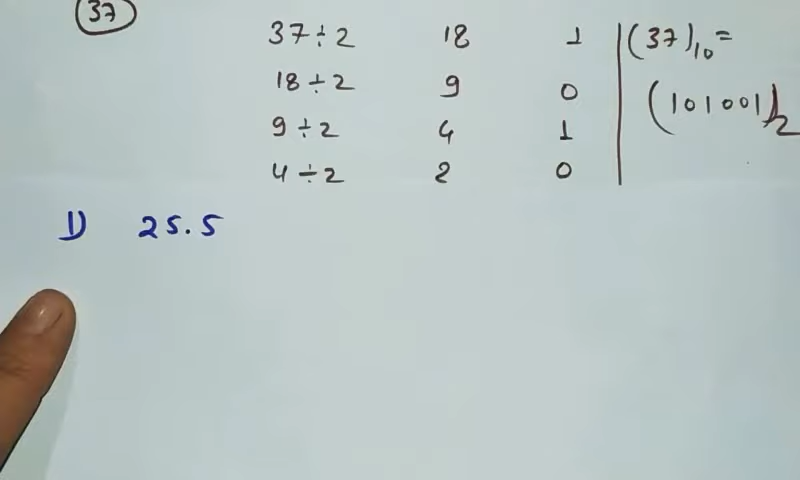 37
37÷2 18 1 (37)10 =
18÷2 9 0 (101001)2
9÷2 4 1
4÷2 2 0
1) 25.5